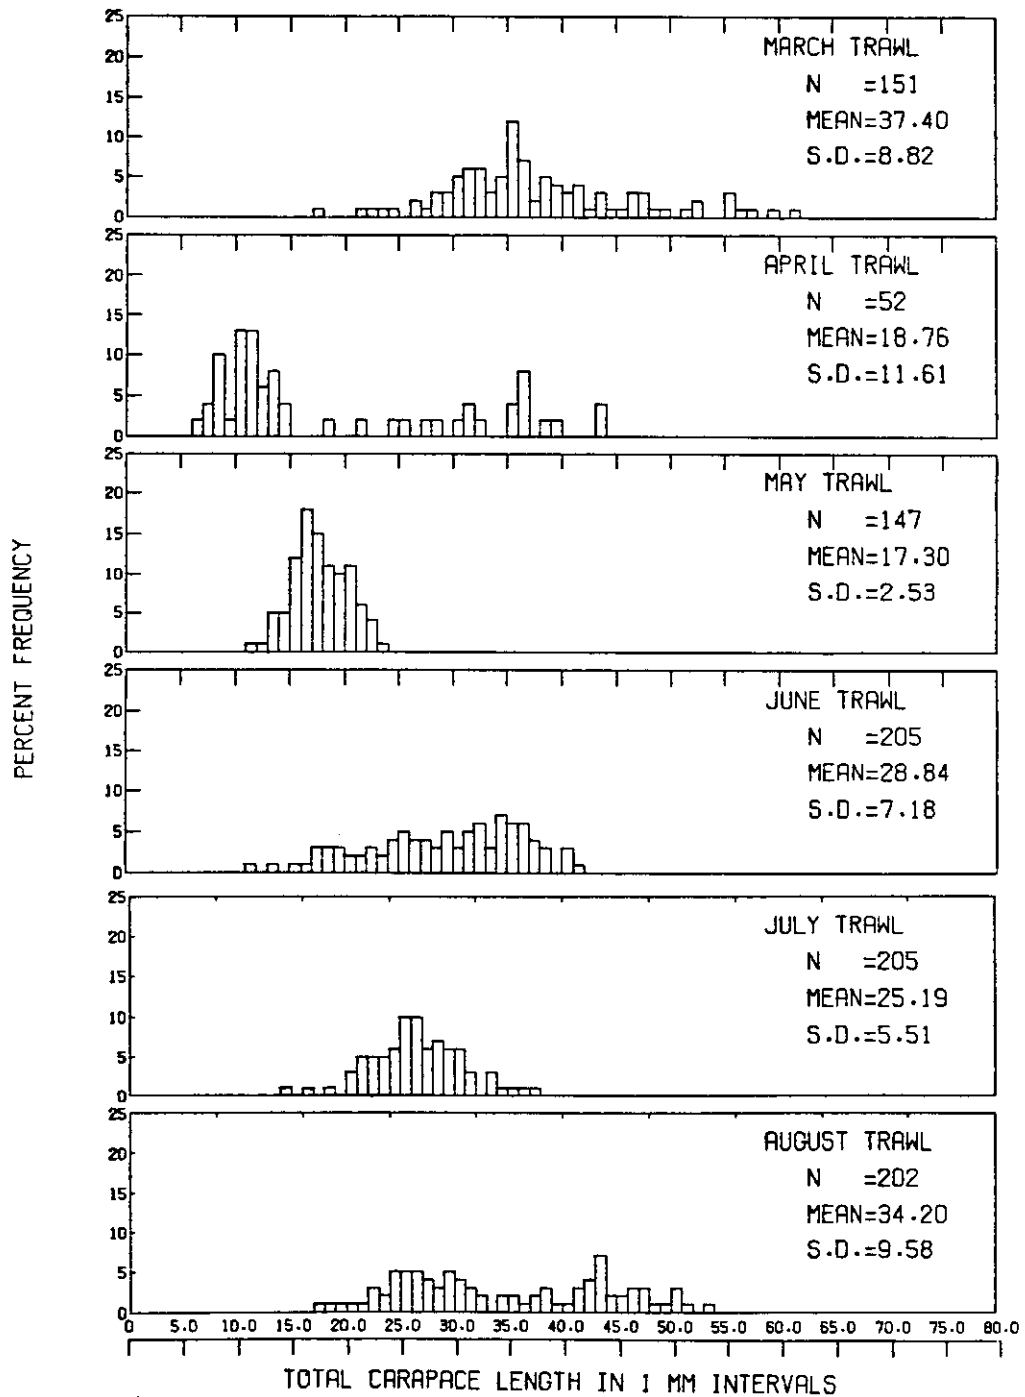 25
20
15
10
5
0
MARCH TRAWL
N =151
MEAN=37.40
S.D.=8.82
25
20
15
10
5
0
APRIL TRAWL
N =52
MEAN=18.76
S.D.=11.61
25
20
15
10
5
0
MAY TRAWL
N =147
MEAN=17.30
S.D.=2.53
PERCENT FREQUENCY
25
20
15
10
5
0
JUNE TRAWL
N =205
MEAN=28.84
S.D.=7.18
25
20
15
10
5
0
JULY TRAWL
N =205
MEAN=25.19
S.D.=5.51
25
20
15
10
5
0
AUGUST TRAWL
N =202
MEAN=34.20
S.D.=9.58
0 5.0 10.0 15.0 20.0 25.0 30.0 35.0 40.0 45.0 50.0 55.0 60.0 65.0 70.0 75.0 80.0
TOTAL CARAPACE LENGTH IN 1 MM INTERVALS